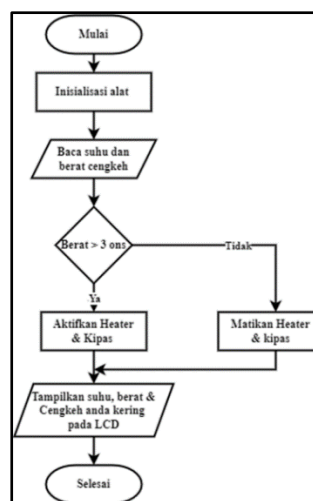 Mulai
Inisialisasi alat
Baca suhu dan
berat cengkeh
Berat > 3 ons
Tidak
Ya
Aktifkan Heater
& Kipas
Matikan Heater
& kipas
Tampilkan suhu, berat &
Cengkeh anda kering
pada LCD
Selesai